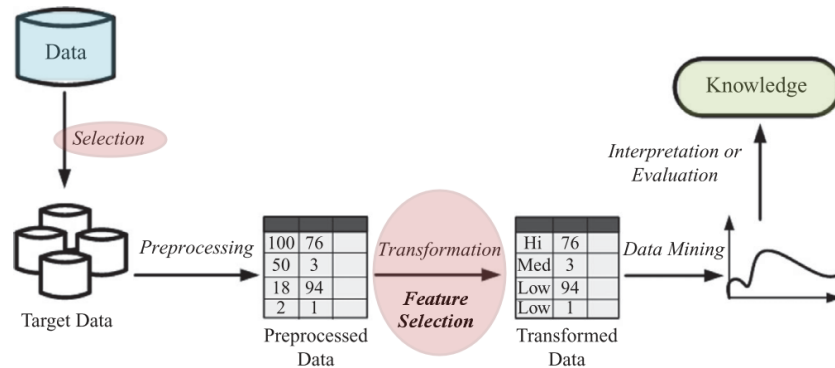 Data
Selection
Target Data
Preprocessing
100 76
50 3
18 94
2 1
Preprocessed
Data
Transformation
Feature
Selection
Hi 76
Med 3
Low 94
Low 1
Transformed
Data
Data Mining
Interpretation or
Evaluation
Knowledge